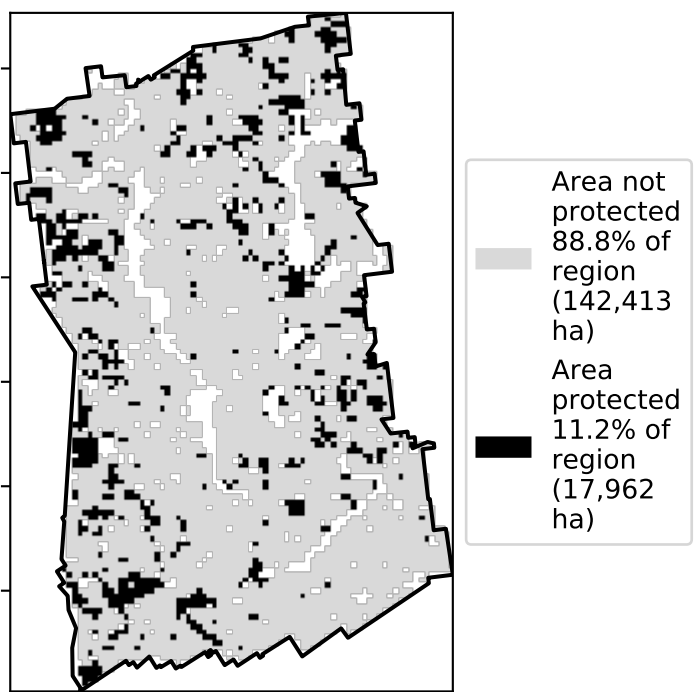 Area not
protected
88.8% of
region
(142,413
ha)
Area
protected
11.2% of
region
(17,962
ha)